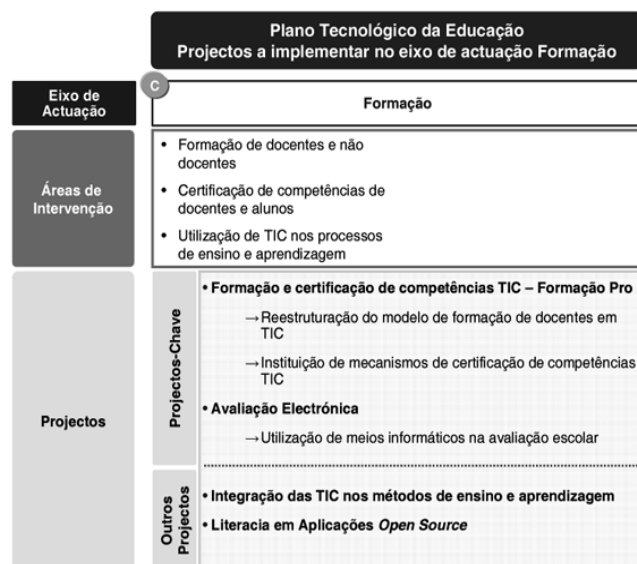 Plano Tecnológico da Educação
Projectos a implementar no eixo de actuação Formação
C
Eixo de
Actuação
Formação
Áreas de
Intervenção
• Formação de docentes e não
docentes
• Certificação de competências de
docentes e alunos
• Utilização de TIC nos processos
de ensino e aprendizagem
Projectos
Projectos-Chave
• Formação e certificação de competências TIC – Formação Pro
→Reestruturação do modelo de formação de docentes em
TIC
→Instituição de mecanismos de certificação de competências
TIC
• Avaliação Electrónica
→Utilização de meios informáticos na avaliação escolar
Outros
Projectos
• Integração das TIC nos métodos de ensino e aprendizagem
• Literacia em Aplicações Open Source